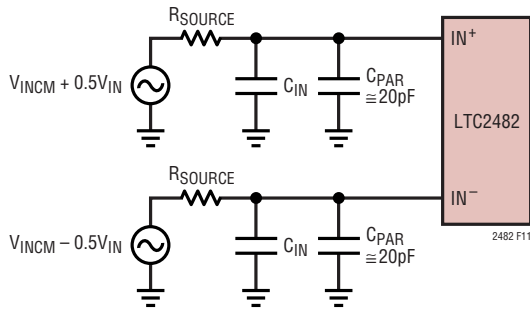 RSOURCE
VINCM + 0.5VIN
CIN
CPAR
≅20pF
IN+
LTC2482
RSOURCE
VINCM – 0.5VIN
CIN
CPAR
≅20pF
IN–
2482 F11